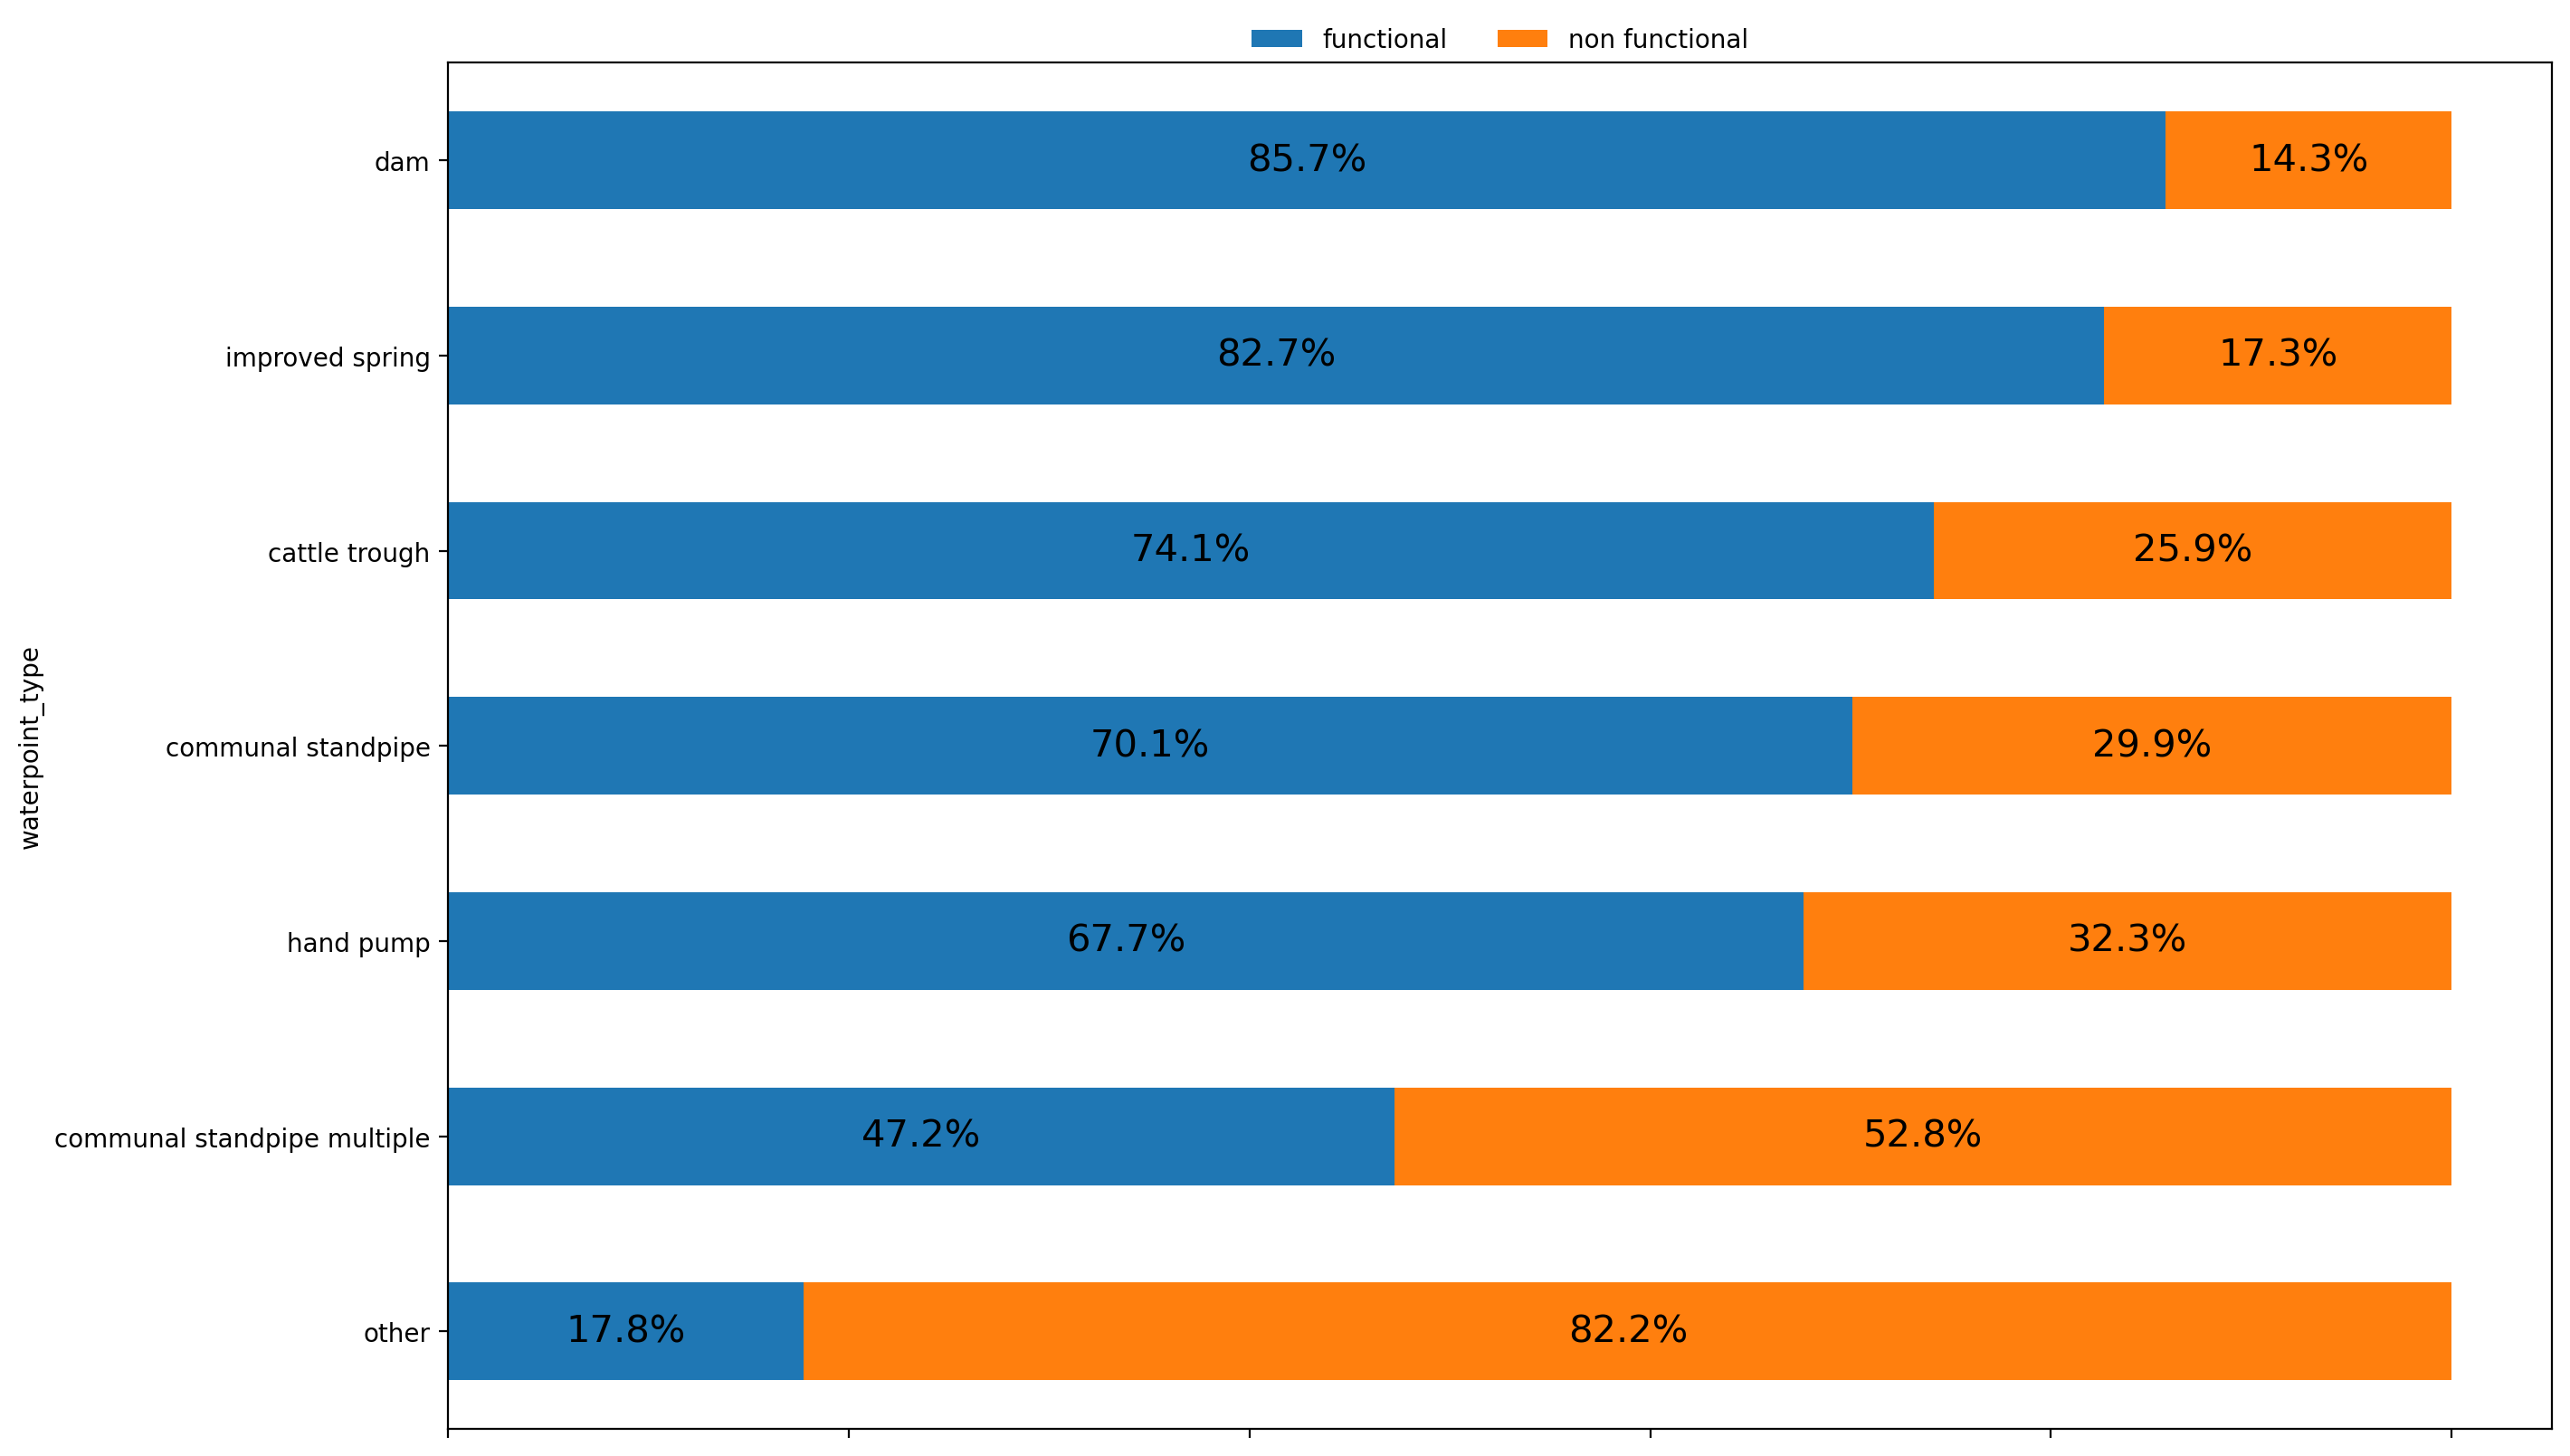 functional non functional
dam 85.7% 14.3%
improved spring 82.7% 17.3%
cattle trough 74.1% 25.9%
communal standpipe 70.1% 29.9%
waterpoint_type
hand pump 67.7% 32.3%
communal standpipe multiple 47.2% 52.8%
other 17.8% 82.2%